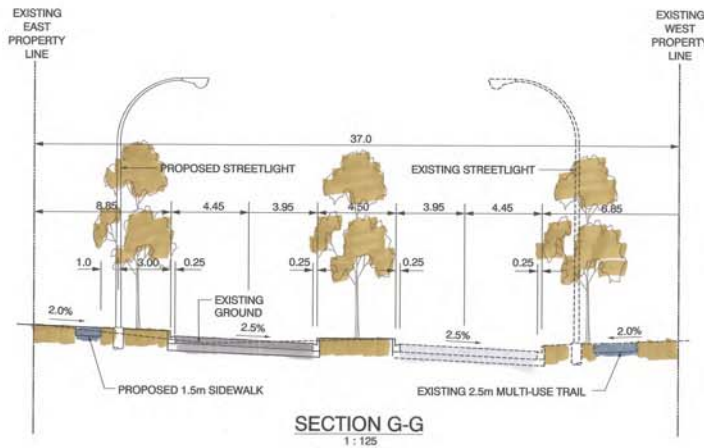 EXISTING
EAST
PROPERTY
LINE
EXISTING
WEST
PROPERTY
LINE
37.0
PROPOSED STREETLIGHT
EXISTING STREETLIGHT
8.85
4.45
3.95
4.50
3.95
4.45
6.85
1.0
3.00
0.25
0.25
0.25
0.25
EXISTING
GROUND
2.0%
2.5%
2.5%
2.0%
PROPOSED 1.5m SIDEWALK
EXISTING 2.5m MULTI-USE TRAIL
SECTION G-G
1 : 125